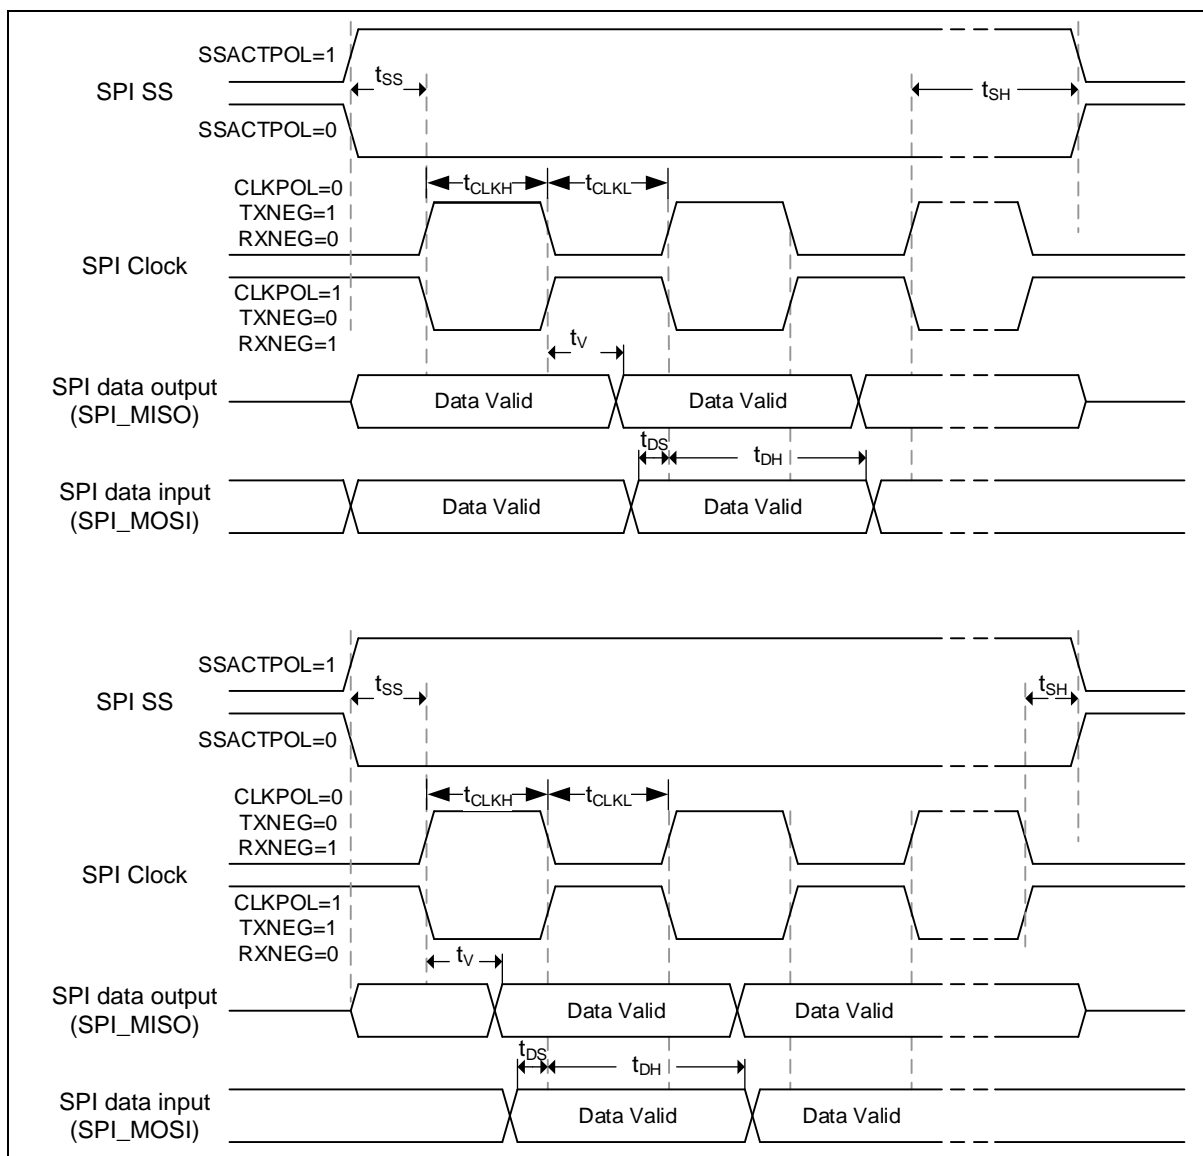 SSACTPOL=1
SPI SS
tSS
tSH
SSACTPOL=0
CLKPOL=0
TXNEG=1
RXNEG=0
tCLKH
tCLKL
SPI Clock
CLKPOL=1
TXNEG=0
RXNEG=1
tV
SPI data output
(SPI_MISO)
Data Valid
Data Valid
tDS
tDH
SPI data input
(SPI_MOSI)
Data Valid
Data Valid
SSACTPOL=1
SPI SS
tSS
tSH
SSACTPOL=0
CLKPOL=0
TXNEG=0
RXNEG=1
tCLKH
tCLKL
SPI Clock
CLKPOL=1
TXNEG=1
RXNEG=0
tV
SPI data output
(SPI_MISO)
Data Valid
Data Valid
tDS
tDH
SPI data input
(SPI_MOSI)
Data Valid
Data Valid